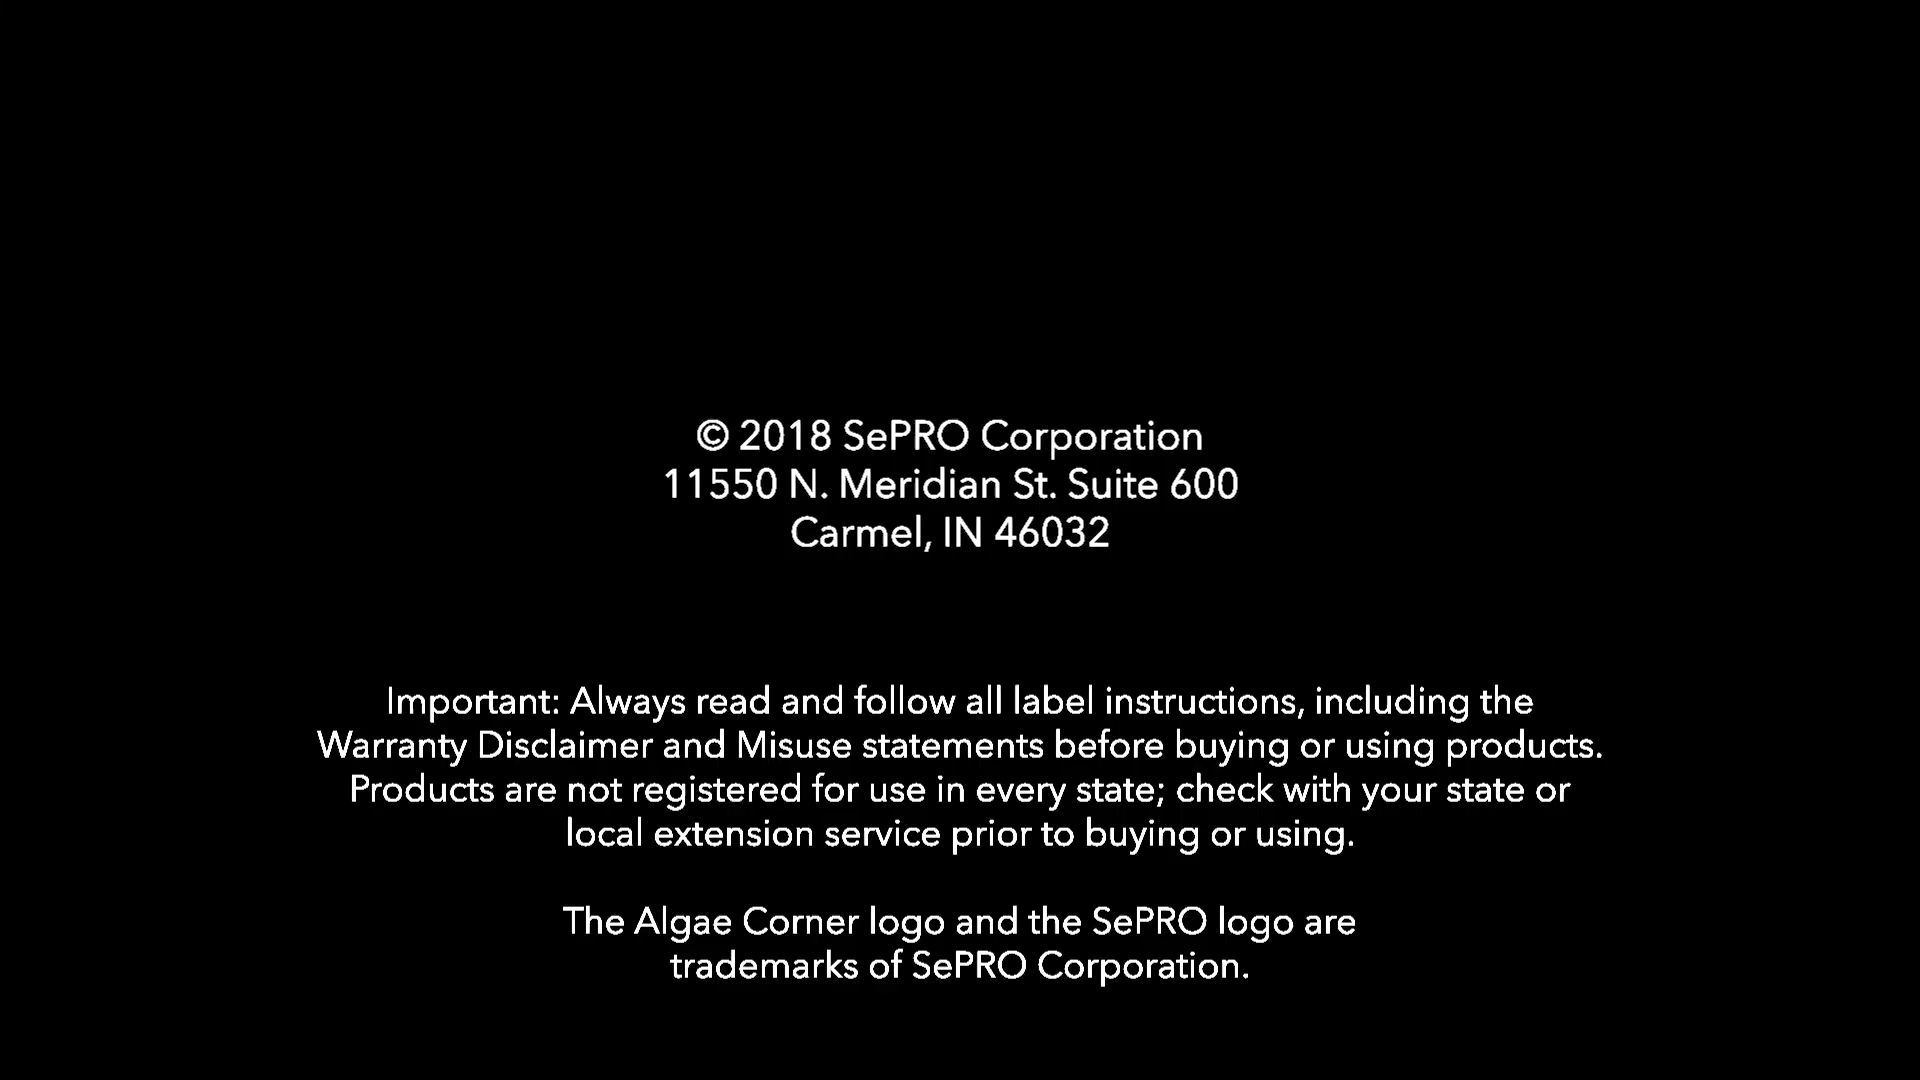 © 2018 SePRO Corporation
11550 N. Meridian St. Suite 600
Carmel, IN 46032
Important: Always read and follow all label instructions, including the
Warranty Disclaimer and Misuse statements before buying or using products.
Products are not registered for use in every state; check with your state or
local extension service prior to buying or using.
The Algae Corner logo and the SePRO logo are
trademarks of SePRO Corporation.